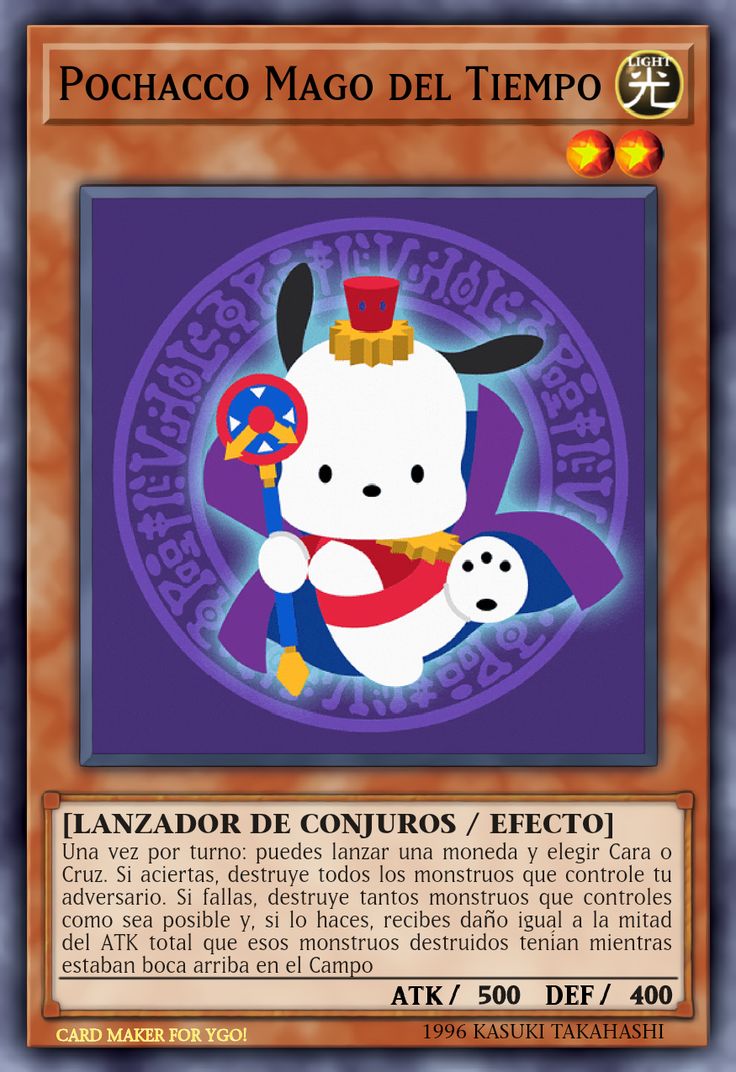 Pochacco Mago del Tiempo
LIGHT
光
[LANZADOR DE CONJUROS / EFECTO]
Una vez por turno: puedes lanzar una moneda y elegir Cara o
Cruz. Si aciertas, destruye todos los monstruos que controle tu
adversario. Si fallas, destruye tantos monstruos que controles
como sea posible y, si lo haces, recibes daño igual a la mitad
del ATK total que esos monstruos destruidos tenían mientras
estaban boca arriba en el Campo
ATK / 500 DEF / 400
CARD MAKER FOR YGO!
1996 KASUKI TAKAHASHI